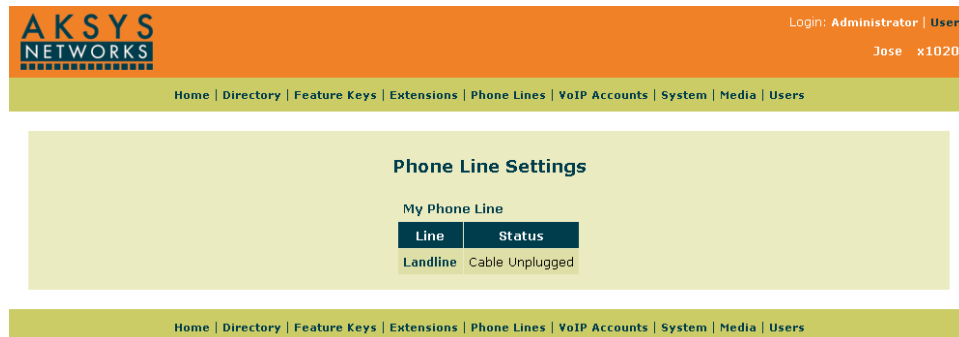 AKSYS
NETWORKS
Login: Administrator | User
Jose x1020
Home | Directory | Feature Keys | Extensions | Phone Lines | VoIP Accounts | System | Media | Users
Phone Line Settings
My Phone Line
Line Status
Landline Cable Unplugged
Home | Directory | Feature Keys | Extensions | Phone Lines | VoIP Accounts | System | Media | Users